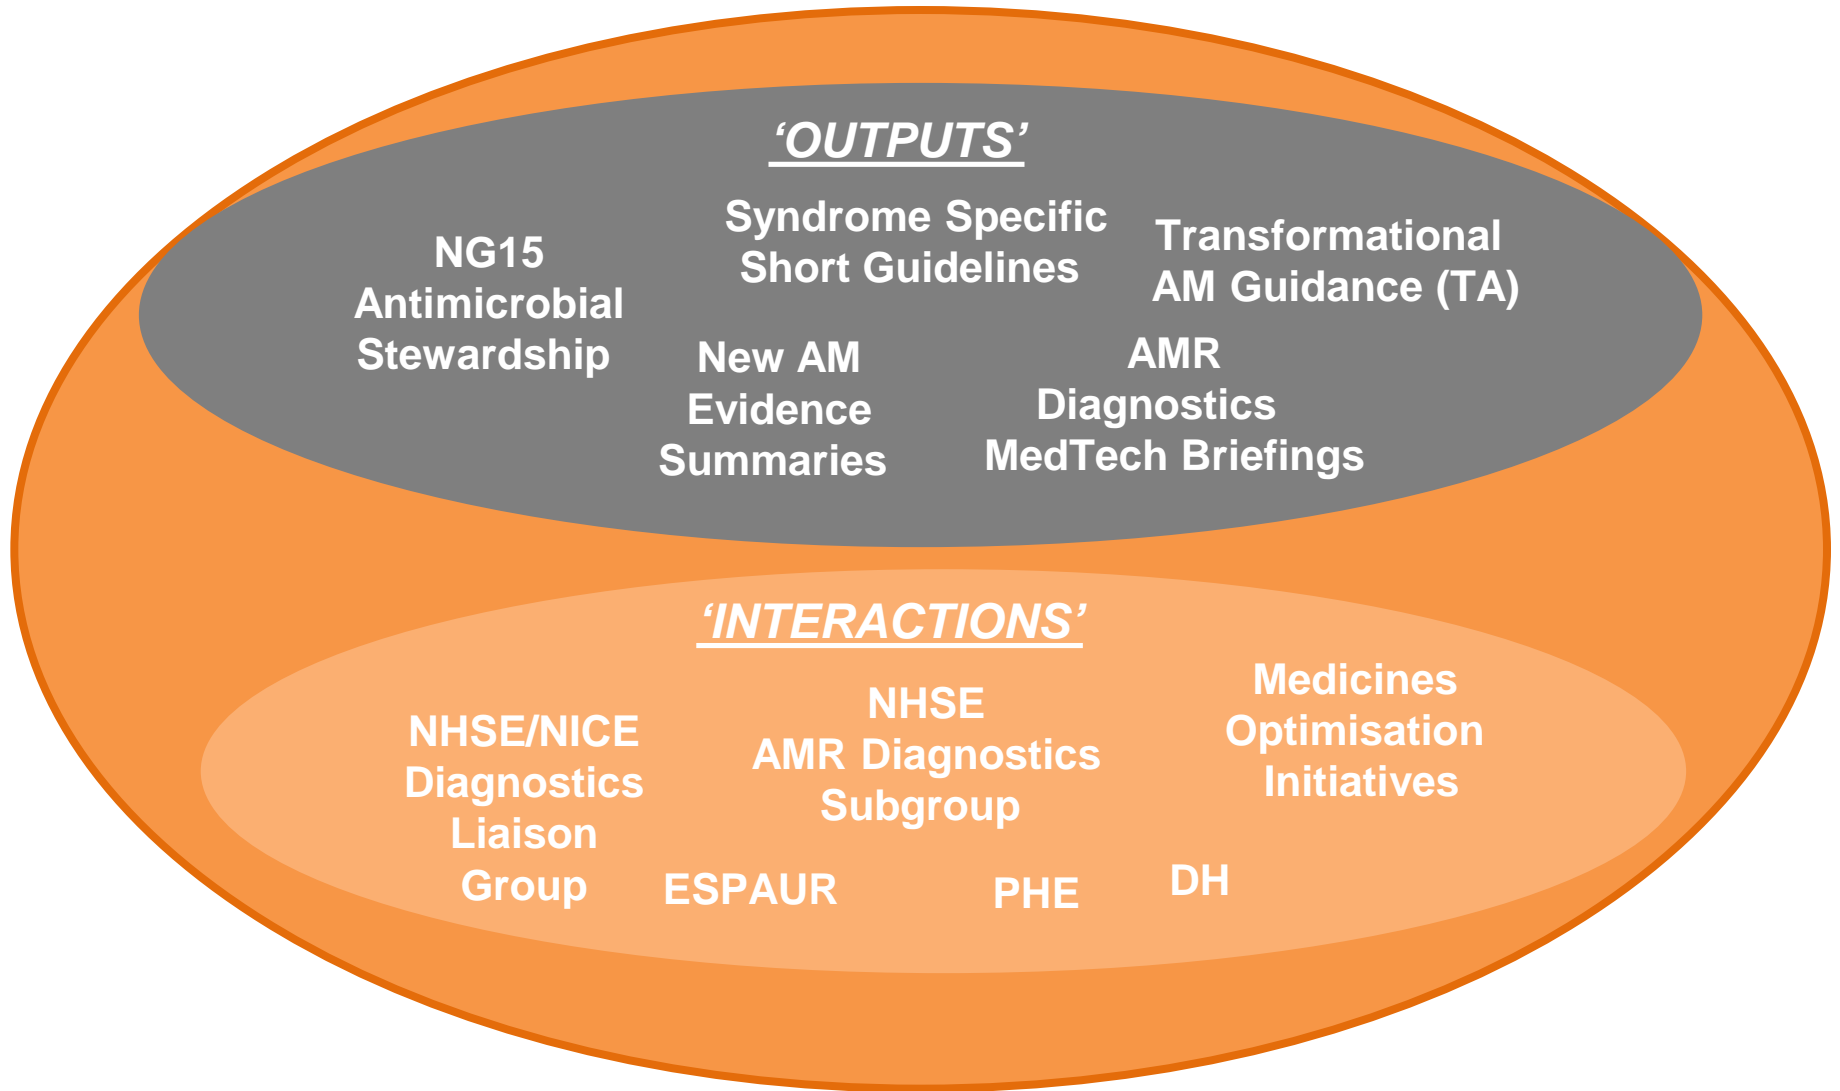 ‘OUTPUTS’
NG15
Antimicrobial
Stewardship
Syndrome Specific
Short Guidelines
Transformational
AM Guidance (TA)
New AM
Evidence
Summaries
AMR
Diagnostics
MedTech Briefings
‘INTERACTIONS’
NHSE/NICE
Diagnostics
Liaison
Group
NHSE
AMR Diagnostics
Subgroup
Medicines
Optimisation
Initiatives
ESPAUR
PHE
DH